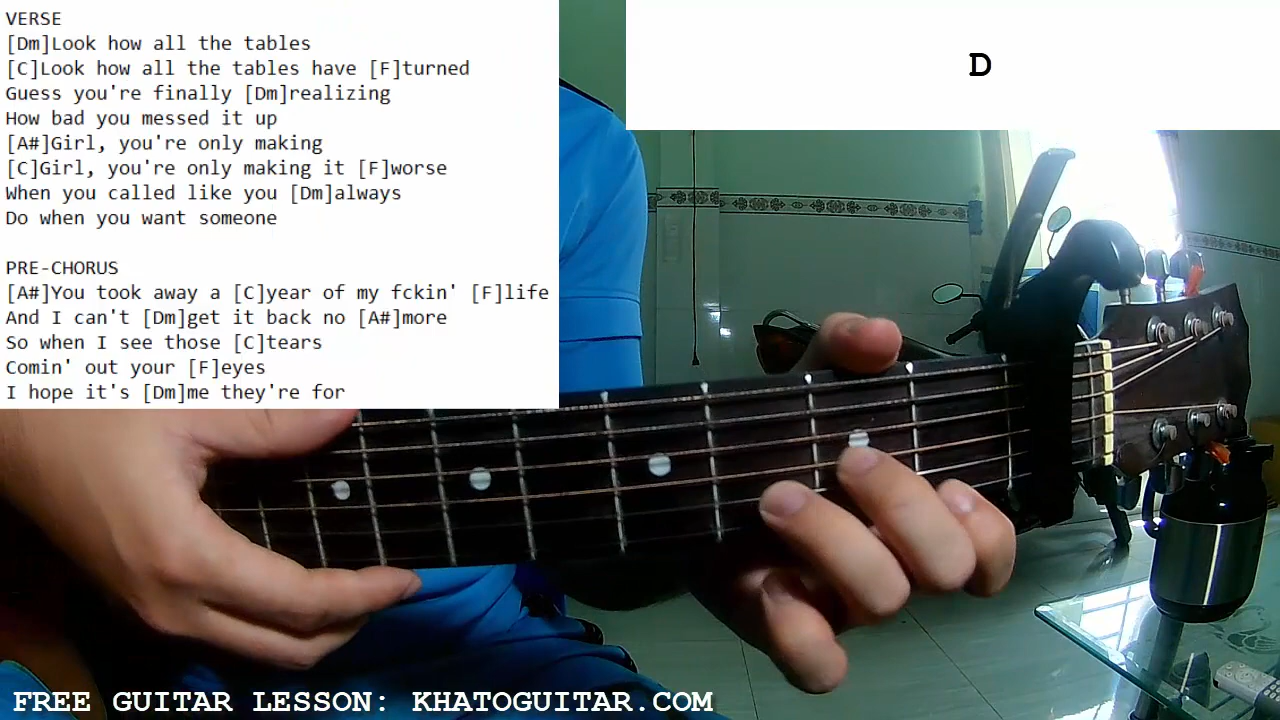 VERSE
[Dm]Look how all the tables
[C]Look how all the tables have [F]turned
Guess you're finally [Dm]realizing
How bad you messed it up
[A#]Girl, you're only making
[C]Girl, you're only making it [F]worse
When you called like you [Dm]always
Do when you want someone
PRE-CHORUS
[A#]You took away a [C]year of my fckin' [F]life
And I can't [Dm]get it back no [A#]more
So when I see those [C]tears
Comin' out your [F]eyes
I hope it's [Dm]me they're for
D
FREE GUITAR LESSON: KHATOGUITAR.COM